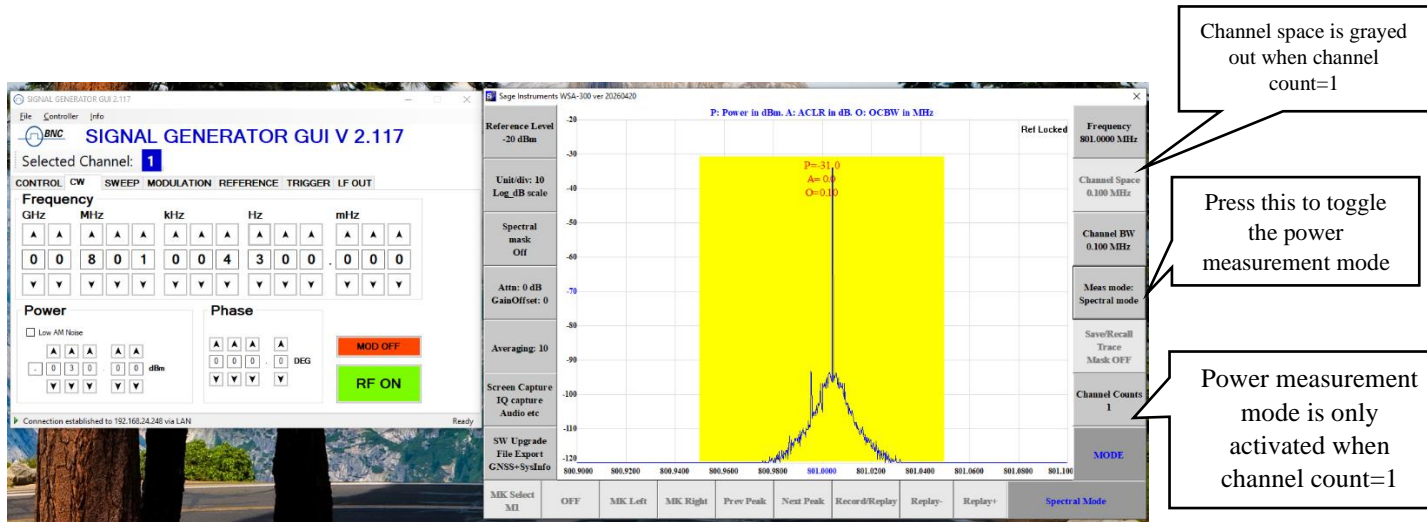 Channel space is grayed
out when channel
count=1
SIGNAL GENERATOR GUI 2.117
File Controller Info
BNC SIGNAL GENERATOR GUI V 2.117
Selected Channel: 1
CONTROL CW SWEEP MODULATION REFERENCE TRIGGER LF OUT
Frequency
GHz MHz kHz Hz mHz
0 0 8 0 1 0 0 4 3 0 0 . 0 0 0
Power
Low AM Noise
- 0 3 0 . 0 0 dBm
Phase
0 0 0 . 0 DEG
MOD OFF
RF ON
Connection established to 192.168.24.248 via LAN Ready
Sage Instruments WSA-300 ver 20260420
Reference Level
-20 dBm
Unit/div: 10
Log_dB scale
Spectral
mask
Off
Attn: 0 dB
GainOffset: 0
Averaging: 10
Screen Capture
IQ capture
Audio etc
SW Upgrade
File Export
GNSS+SysInfo
P: Power in dBm. A: ACLR in dB. O: OCBW in MHz
Ref Locked
P=-31.0
A= 0.0
O=0.10
-20
-30
-40
-50
-60
-70
-80
-90
-100
-110
-120
800.9000 800.9200 800.9400 800.9600 800.9800 801.0000 801.0200 801.0400 801.0600 801.0800 801.100
Frequency
801.0000 MHz
Channel Space
0.100 MHz
Channel BW
0.100 MHz
Meas mode:
Spectral mode
Save/Recall
Trace
Mask OFF
Channel Counts
1
MODE
MK Select
M1
OFF MK Left MK Right Prev Peak Next Peak Record/Replay Replay- Replay+ Spectral Mode
Press this to toggle
the power
measurement mode
Power measurement
mode is only
activated when
channel count=1